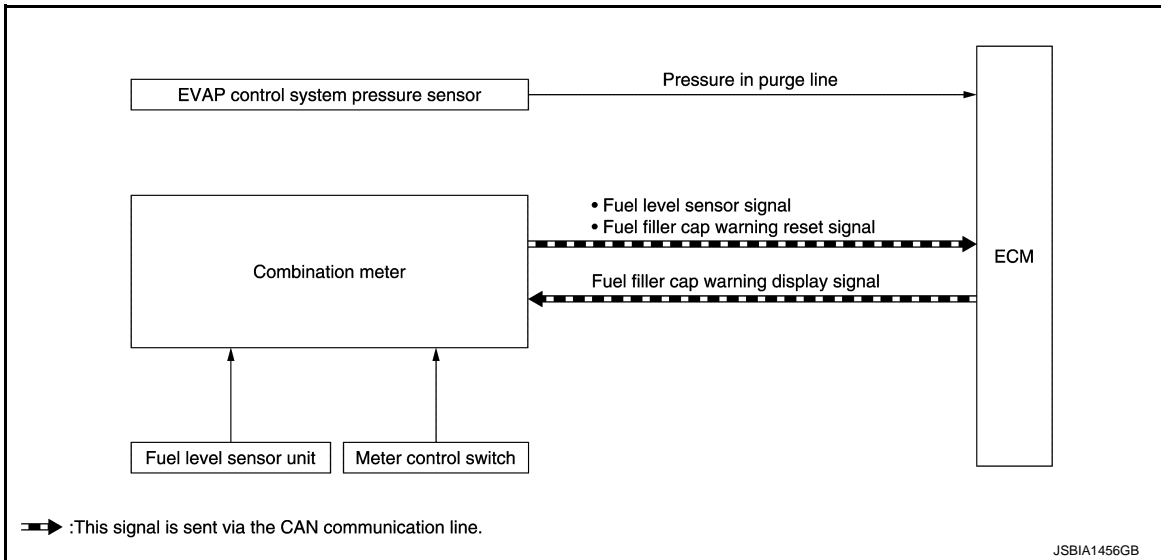 EVAP control system pressure sensor
Pressure in purge line
• Fuel level sensor signal
• Fuel filler cap warning reset signal
Combination meter
ECM
Fuel filler cap warning display signal
Fuel level sensor unit
Meter control switch
:This signal is sent via the CAN communication line.
JSBIA1456GB